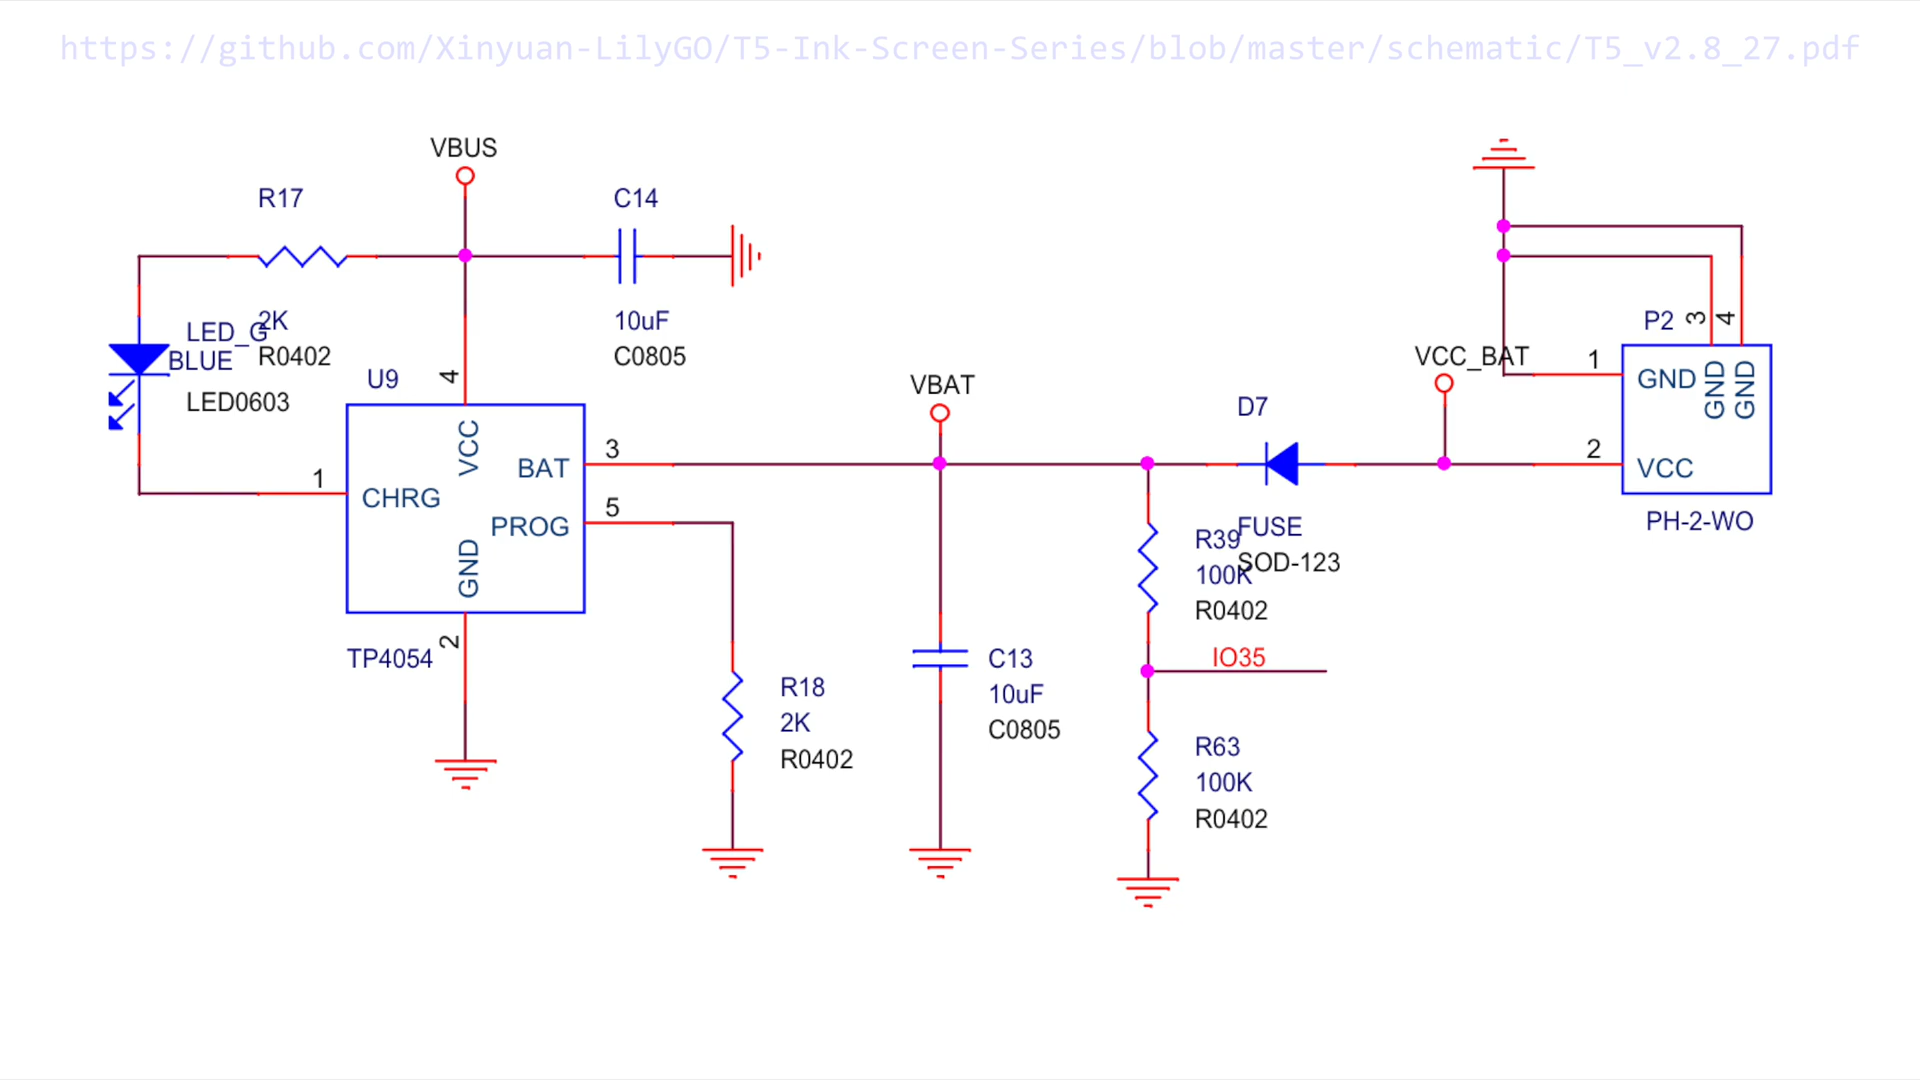 https://github.com/Xinyuan-LilyGO/T5-Ink-Screen-Series/blob/master/schematic/T5_v2.8_27.pdf
VBUS
R17
C14
2K
R0402
10uF
C0805
LED_G
BLUE
LED0603
U9
4
VCC
1
CHRG
BAT
3
PROG
5
GND
2
TP4054
R18
2K
R0402
VBAT
C13
10uF
C0805
R39
100K
R0402
IO35
R63
100K
R0402
D7
FUSE
SOD-123
VCC_BAT
P2
3
4
1
GND
GND
GND
2
VCC
PH-2-WO